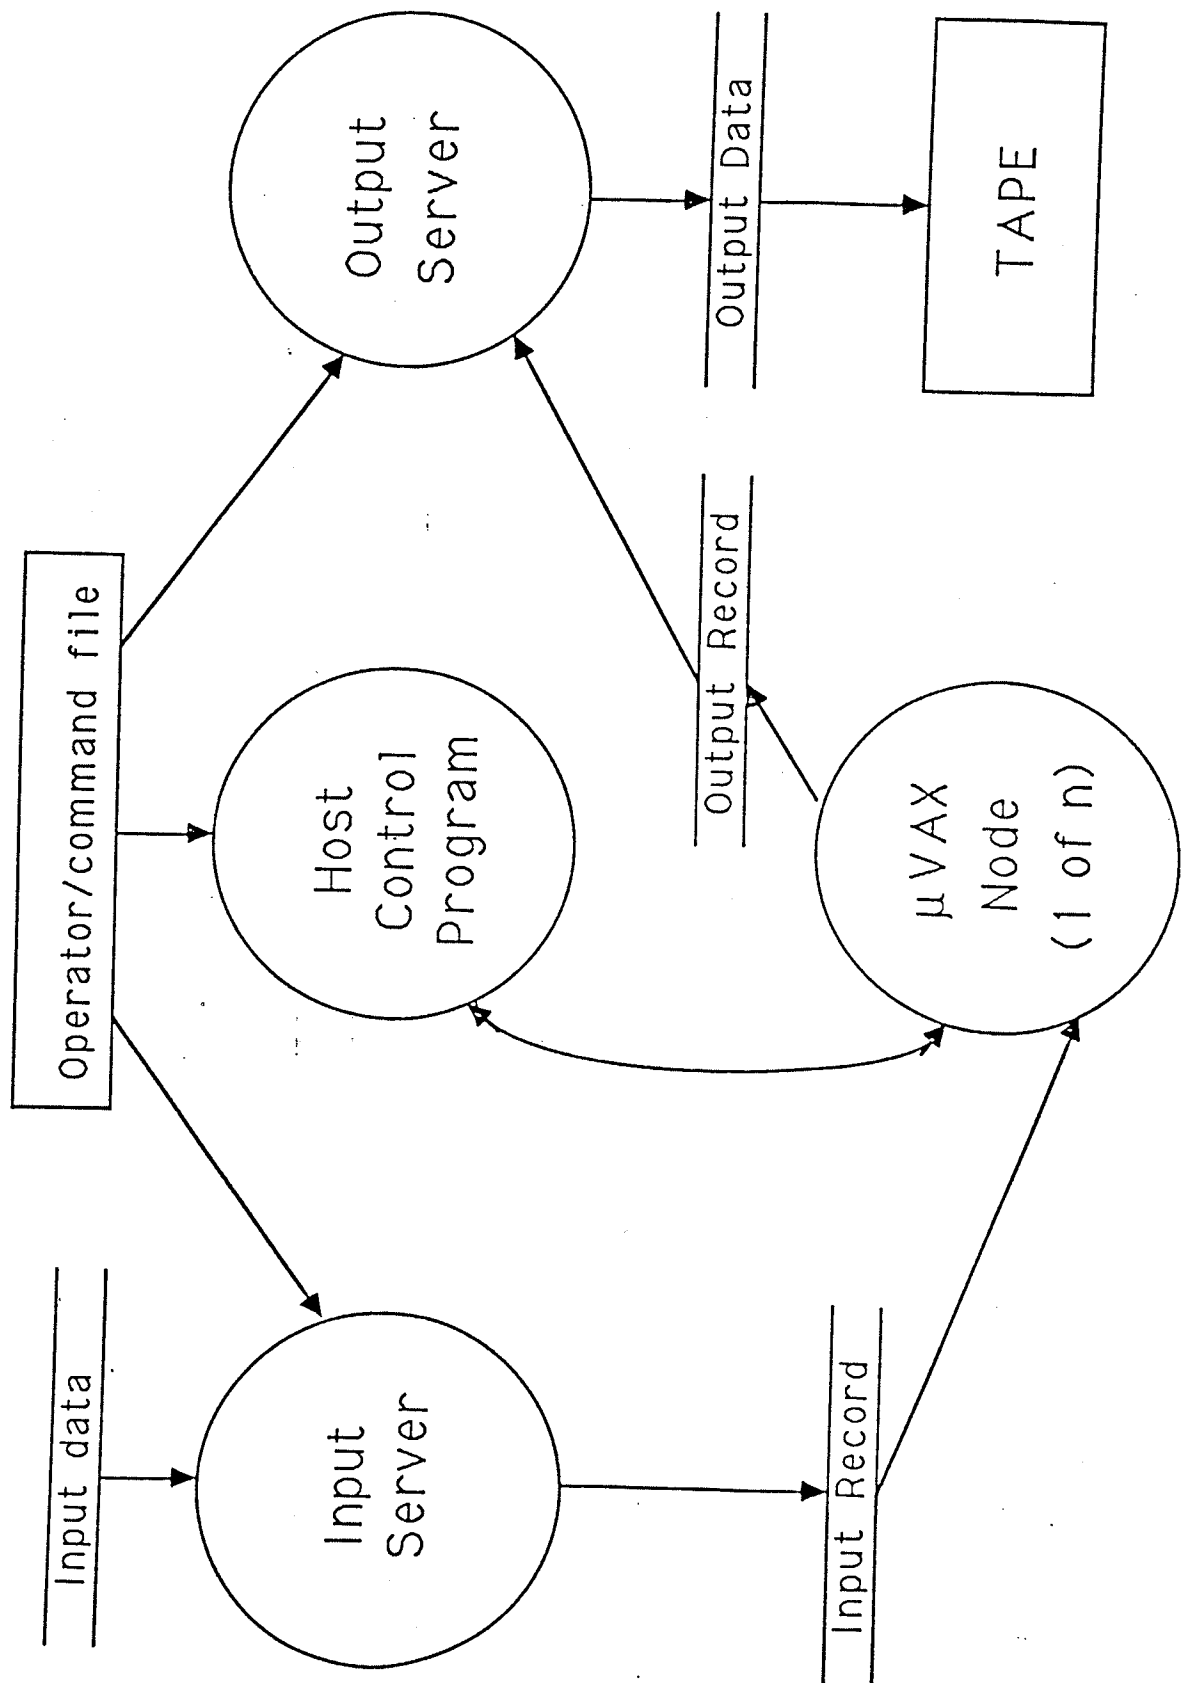 Input data
Operator/command file
Input
Server
Host
Control
Program
Output
Server
Input Record
Output Record
Output Data
μVAX
Node
(1 of n)
TAPE